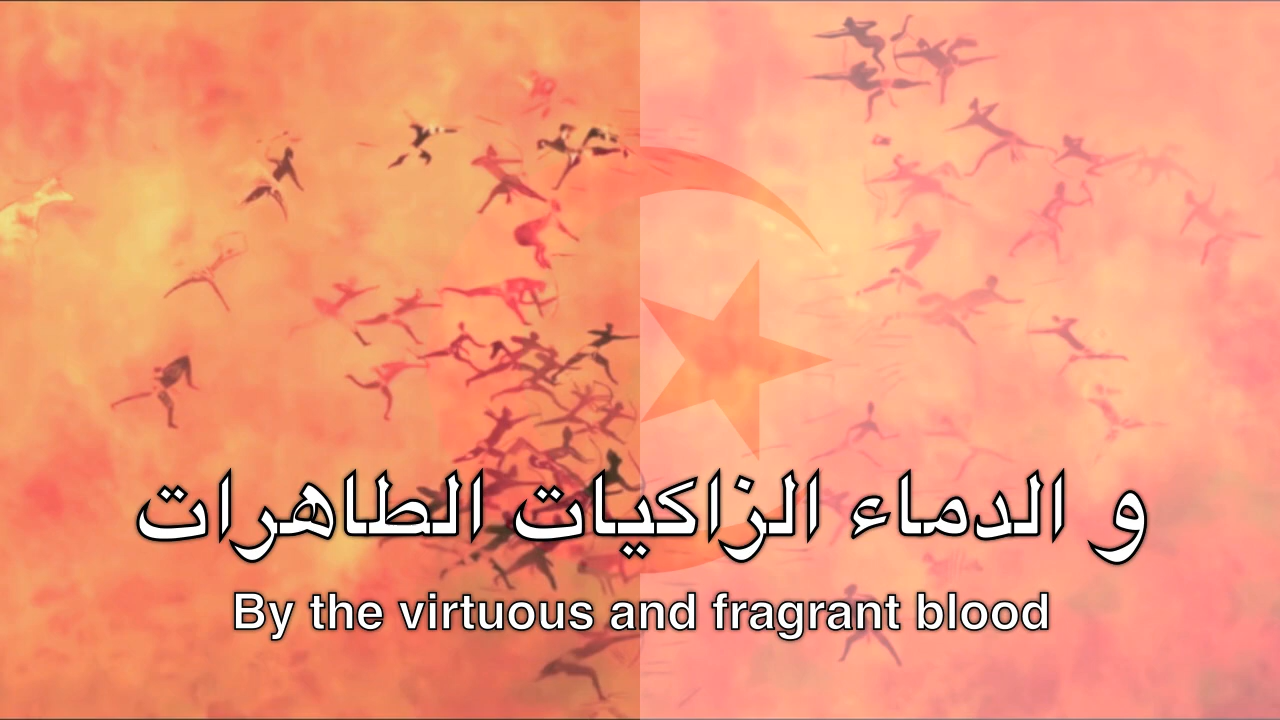 و الدماء الزاكيات الطاهرات
By the virtuous and fragrant blood